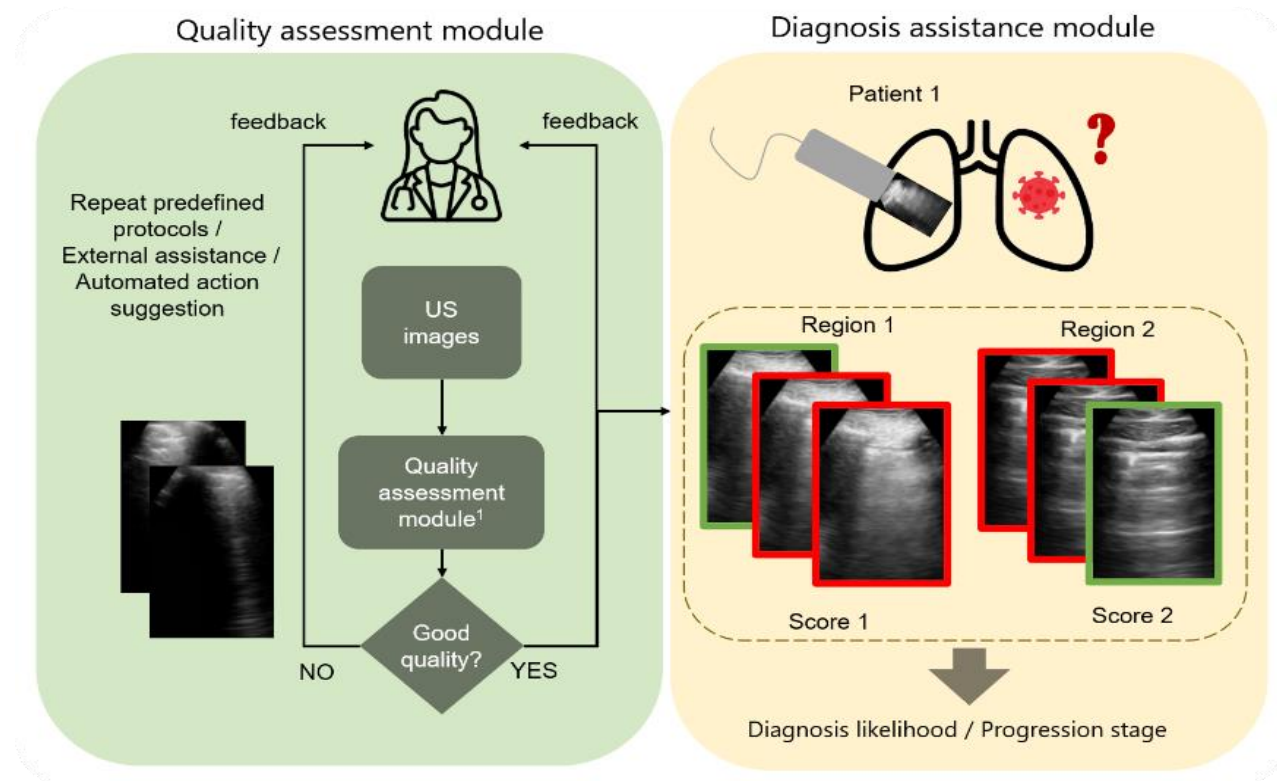 Quality assessment module
feedback
feedback
Repeat predefined
protocols /
External assistance /
Automated action
suggestion
US
images
Quality
assessment
module¹
Good
quality?
NO
YES
Diagnosis assistance module
Patient 1
?
Region 1
Region 2
Score 1
Score 2
Diagnosis likelihood / Progression stage